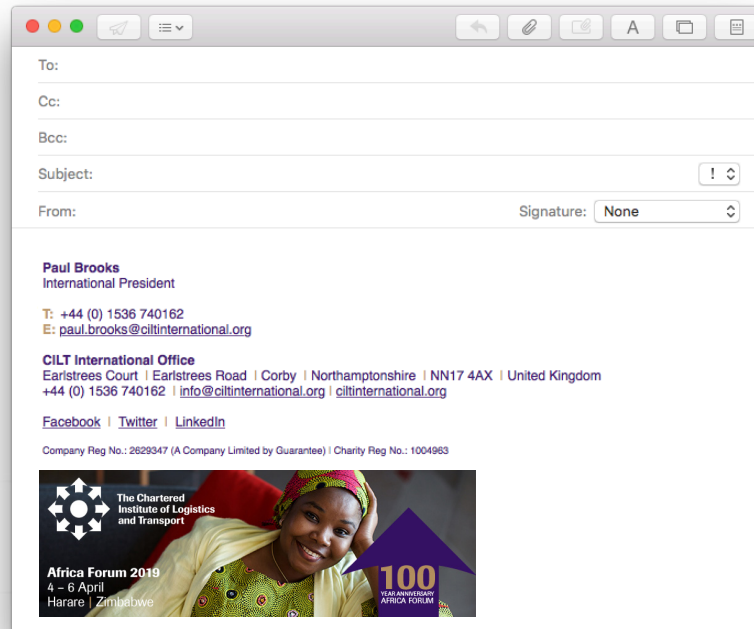 To:
Cc:
Bcc:
Subject:
!
From:
Signature: None
Paul Brooks
International President
T: +44 (0) 1536 740162
E: paul.brooks@ciltinternational.org
CILT International Office
Earlstrees Court | Earlstrees Road | Corby | Northamptonshire | NN17 4AX | United Kingdom
+44 (0) 1536 740162 | info@ciltinternational.org | ciltinternational.org
Facebook | Twitter | LinkedIn
Company Reg No.: 2629347 (A Company Limited by Guarantee) | Charity Reg No.: 1004963
The Chartered
Institute of Logistics
and Transport
Africa Forum 2019
4 – 6 April
Harare | Zimbabwe
100
YEAR ANNIVERSARY
AFRICA FORUM